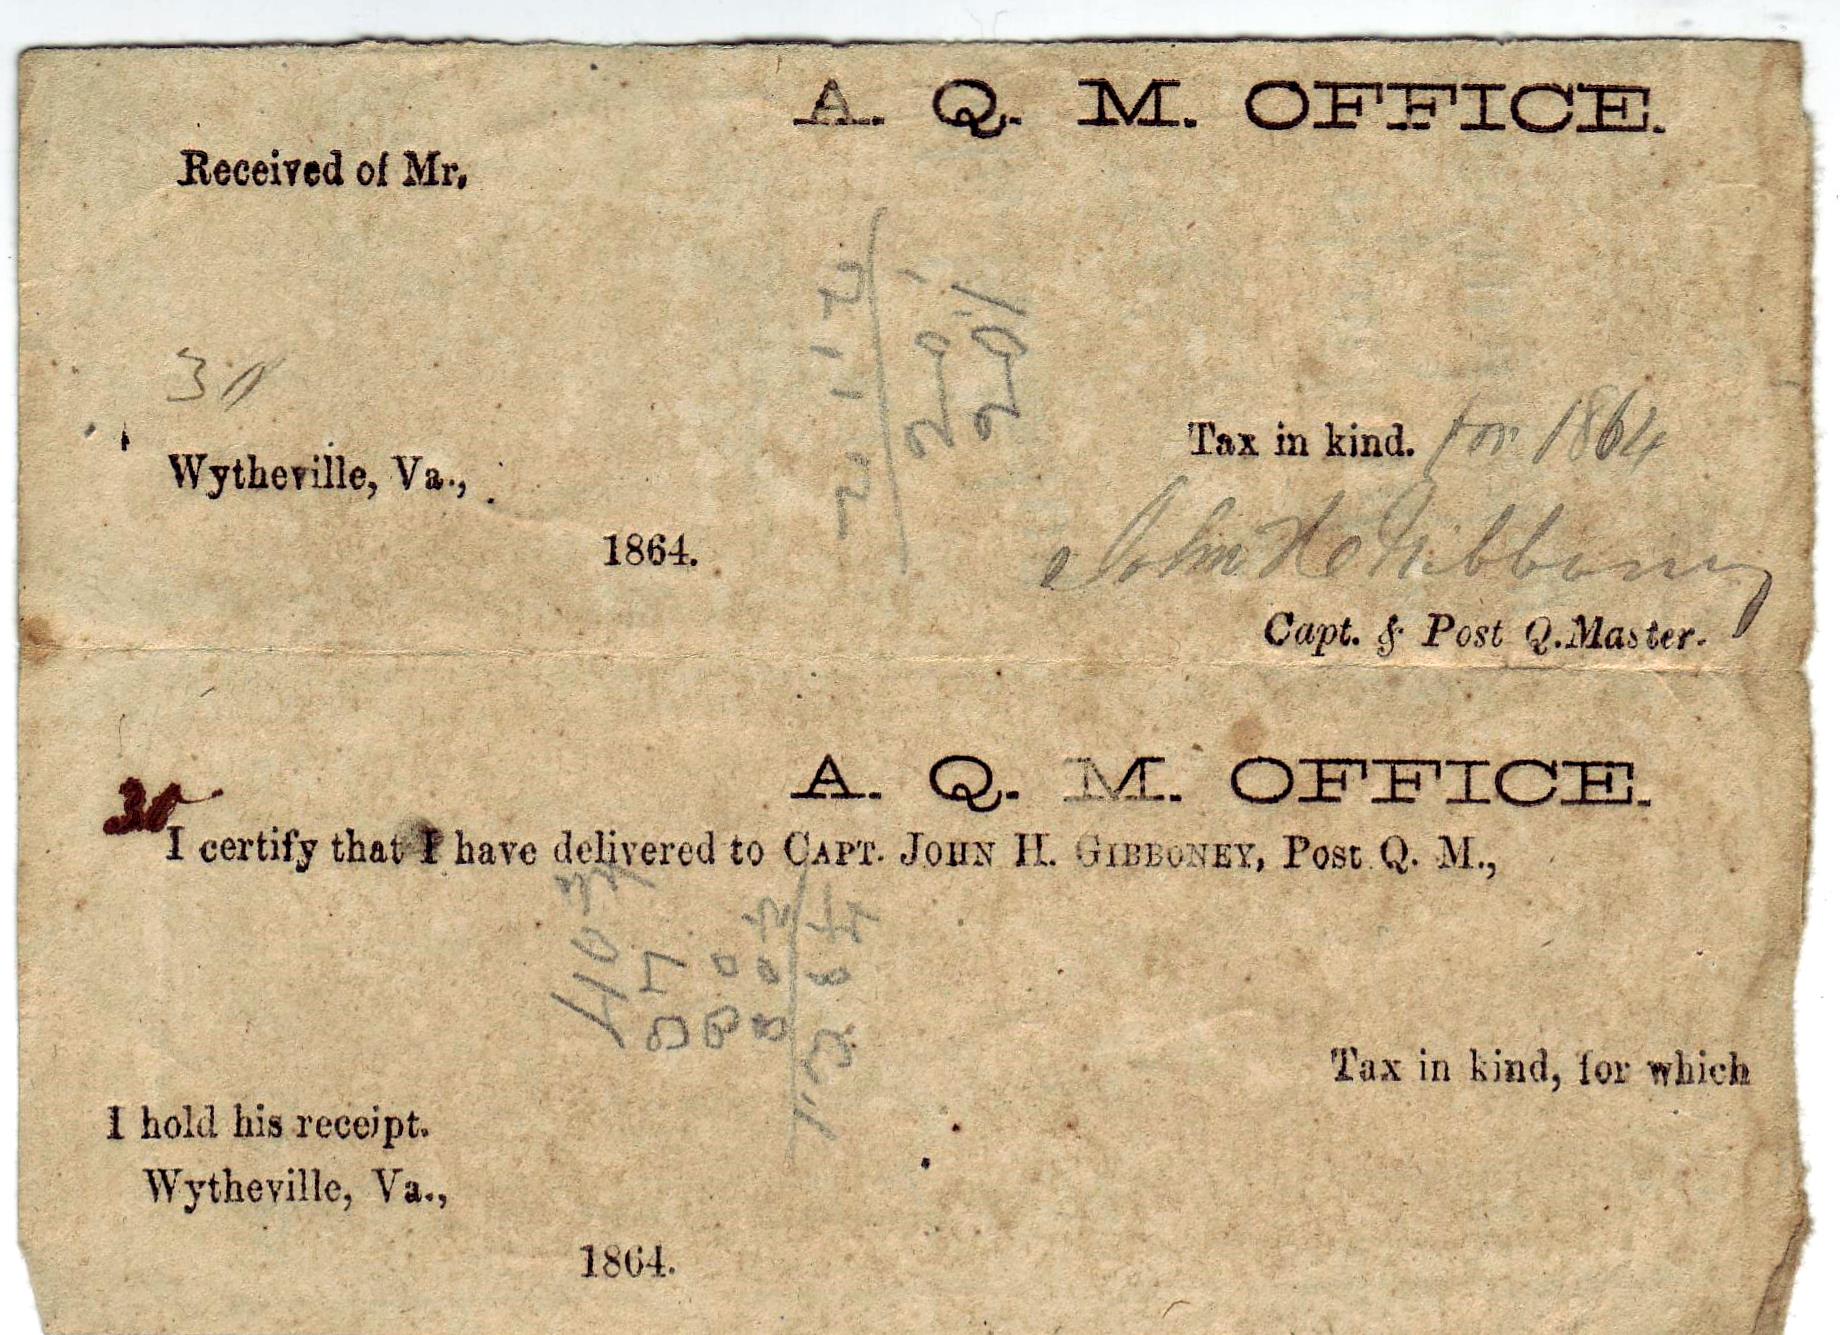 A. Q. M. OFFICE.
Received of Mr.
Tax in kind. for 1864
Wytheville, Va.,
1864.
John H Gibboney
Capt. & Post Q.Master.
A. Q. M. OFFICE.
30
I certify that I have delivered to CAPT. JOHN H. GIBBONEY, Post Q. M.,
Tax in kind, for which
I hold his receipt.
Wytheville, Va.,
1864.